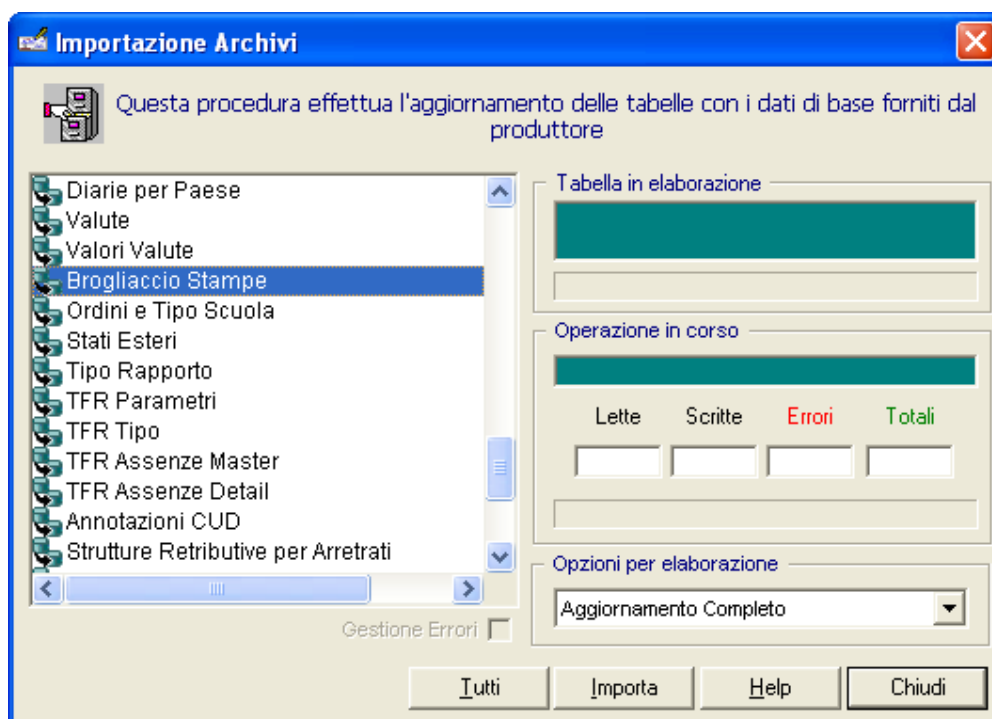 Importazione Archivi
Questa procedura effettua l'aggiornamento delle tabelle con i dati di base forniti dal
produttore
Diarie per Paese
Valute
Valori Valute
Brogliaccio Stampe
Ordini e Tipo Scuola
Stati Esteri
Tipo Rapporto
TFR Parametri
TFR Tipo
TFR Assenze Master
TFR Assenze Detail
Annotazioni CUD
Strutture Retributive per Arretrati
Gestione Errori
Tabella in elaborazione
Operazione in corso
Lette Scritte Errori Totali
Opzioni per elaborazione
Aggiornamento Completo
Tutti Importa Help Chiudi